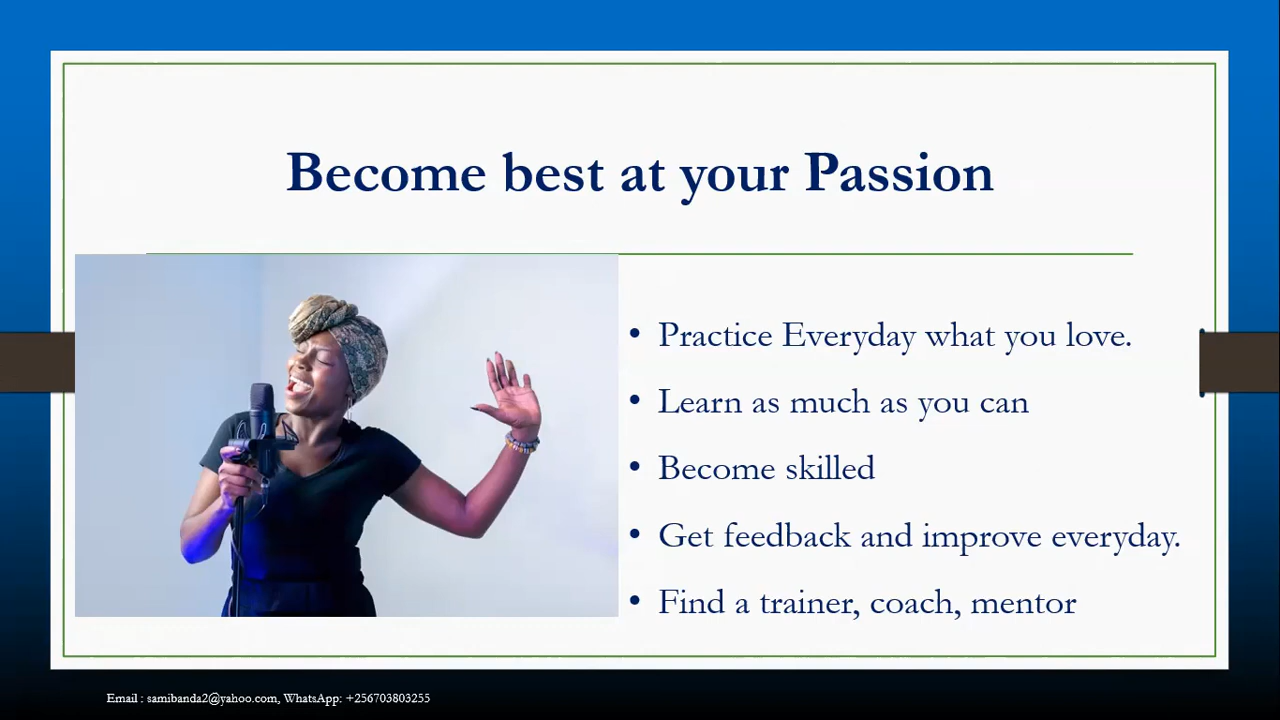 Become best at your Passion
• Practice Everyday what you love.
• Learn as much as you can
• Become skilled
• Get feedback and improve everyday.
• Find a trainer, coach, mentor
Email : samibanda2@yahoo.com, WhatsApp: +256703803255